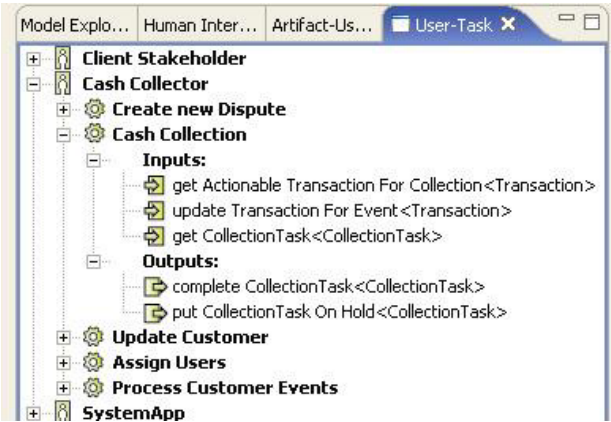 Model Explo... Human Inter... Artifact-Us... User-Task
Client Stakeholder
Cash Collector
Create new Dispute
Cash Collection
Inputs:
get Actionable Transaction For Collection<Transaction>
update Transaction For Event<Transaction>
get CollectionTask<CollectionTask>
Outputs:
complete CollectionTask<CollectionTask>
put CollectionTask On Hold<CollectionTask>
Update Customer
Assign Users
Process Customer Events
SystemApp